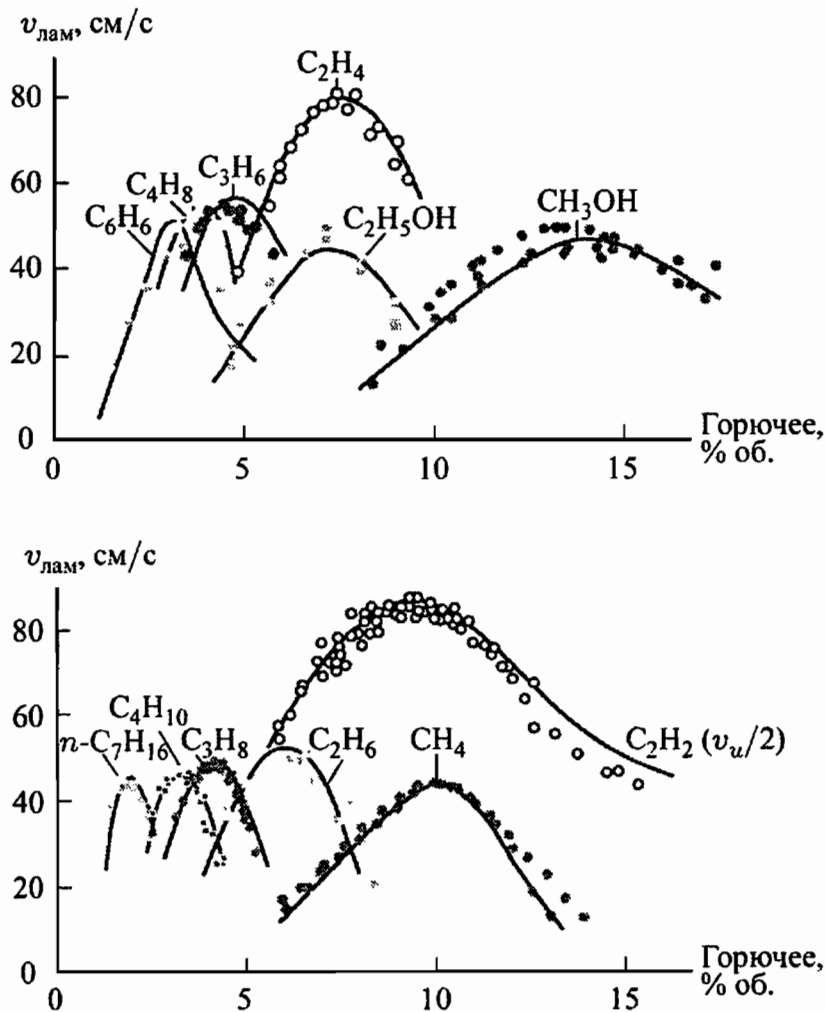 v_лам, см/с
C₂H₄
80
60
C₃H₆
C₄H₈
CH₃OH
C₆H₆
C₂H₅OH
40
20
0
Горючее,
% об.
0 5 10 15
v_лам, см/с
80
60
C₄H₁₀
n-C₇H₁₆ C₃H₈ C₂H₆ CH₄ C₂H₂ (v_u/2)
40
20
0
Горючее,
% об.
0 5 10 15